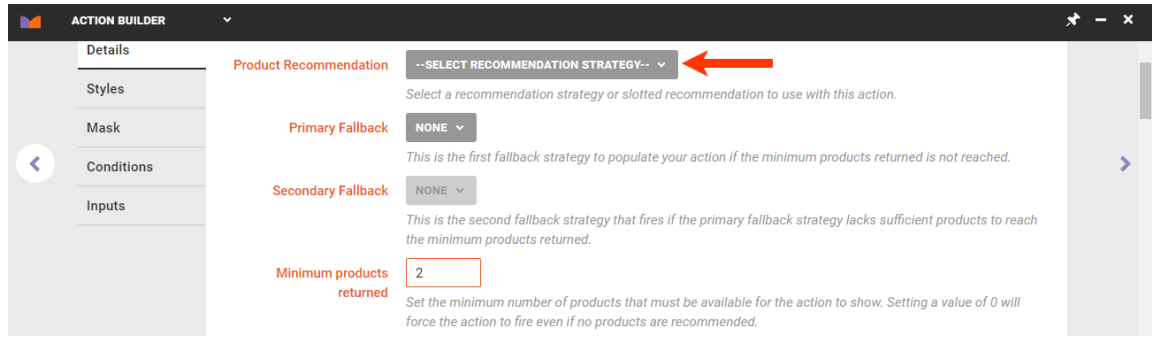 ACTION BUILDER
Details
Styles
Mask
Conditions
Inputs
Product Recommendation
--SELECT RECOMMENDATION STRATEGY--
Select a recommendation strategy or slotted recommendation to use with this action.
Primary Fallback
NONE
This is the first fallback strategy to populate your action if the minimum products returned is not reached.
Secondary Fallback
NONE
This is the second fallback strategy that fires if the primary fallback strategy lacks sufficient products to reach
the minimum products returned.
Minimum products
returned
2
Set the minimum number of products that must be available for the action to show. Setting a value of 0 will
force the action to fire even if no products are recommended.